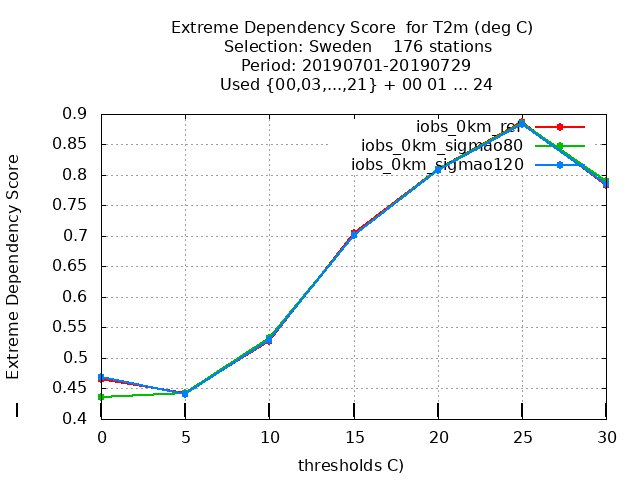 Extreme Dependency Score for T2m (deg C)
Selection: Sweden 176 stations
Period: 20190701-20190729
Used {00,03,...,21} + 00 01 ... 24
Extreme Dependency Score
0.9
0.85
0.8
0.75
0.7
0.65
0.6
0.55
0.5
0.45
0.4
iobs_0km_ref
iobs_0km_sigmao80
iobs_0km_sigmao120
0 5 10 15 20 25 30
thresholds C)